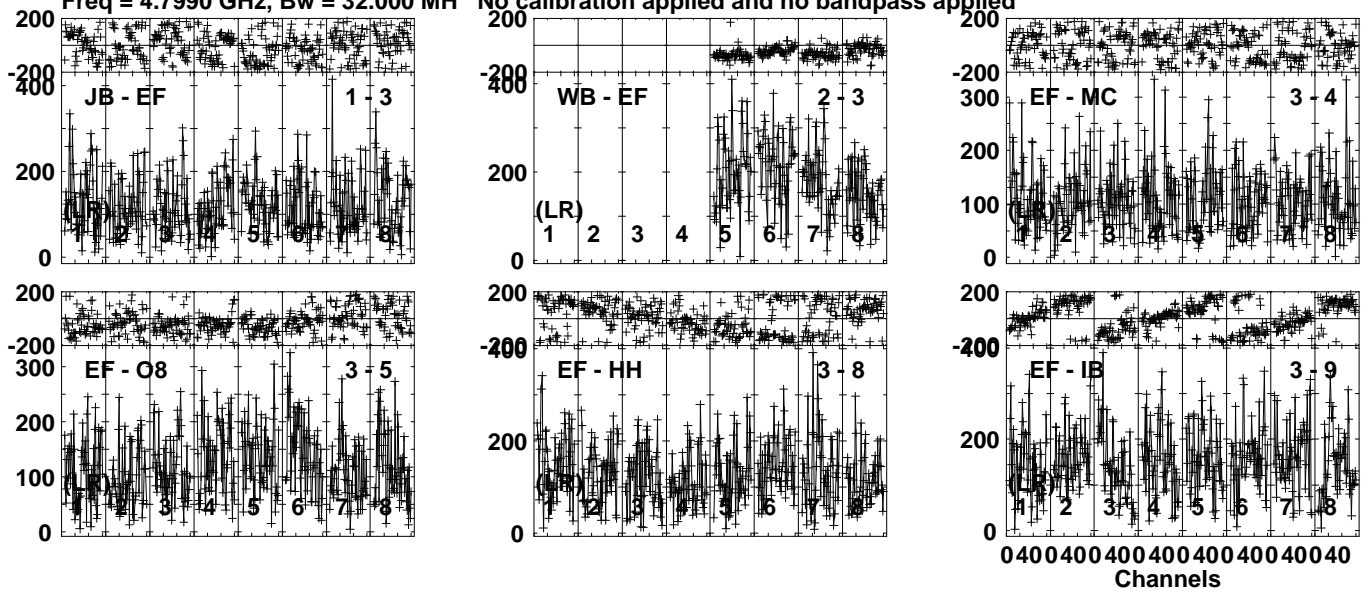 Freq = 4.7990 GHz, Bw = 32.000 MH No calibration applied and no bandpass applied
200
-200
400
200
0
JB - EF 1 - 3
(LR)
1 2 3 4 5 6 7 8
200
-200
400
200
0
WB - EF 2 - 3
(LR)
1 2 3 4 5 6 7 8
200
-200
300
200
100
0
EF - MC 3 - 4
(LR)
1 2 3 4 5 6 7 8
200
-200
300
200
100
0
EF - O8 3 - 5
(LR)
1 2 3 4 5 6 7 8
200
-200
400
200
0
EF - HH 3 - 8
(LR)
1 2 3 4 5 6 7 8
200
-200
400
200
0
EF - IB 3 - 9
(LR)
1 2 3 4 5 6 7 8
0 40 0 40 0 40 0 40 0 40 0 40 0 40 0 40
Channels